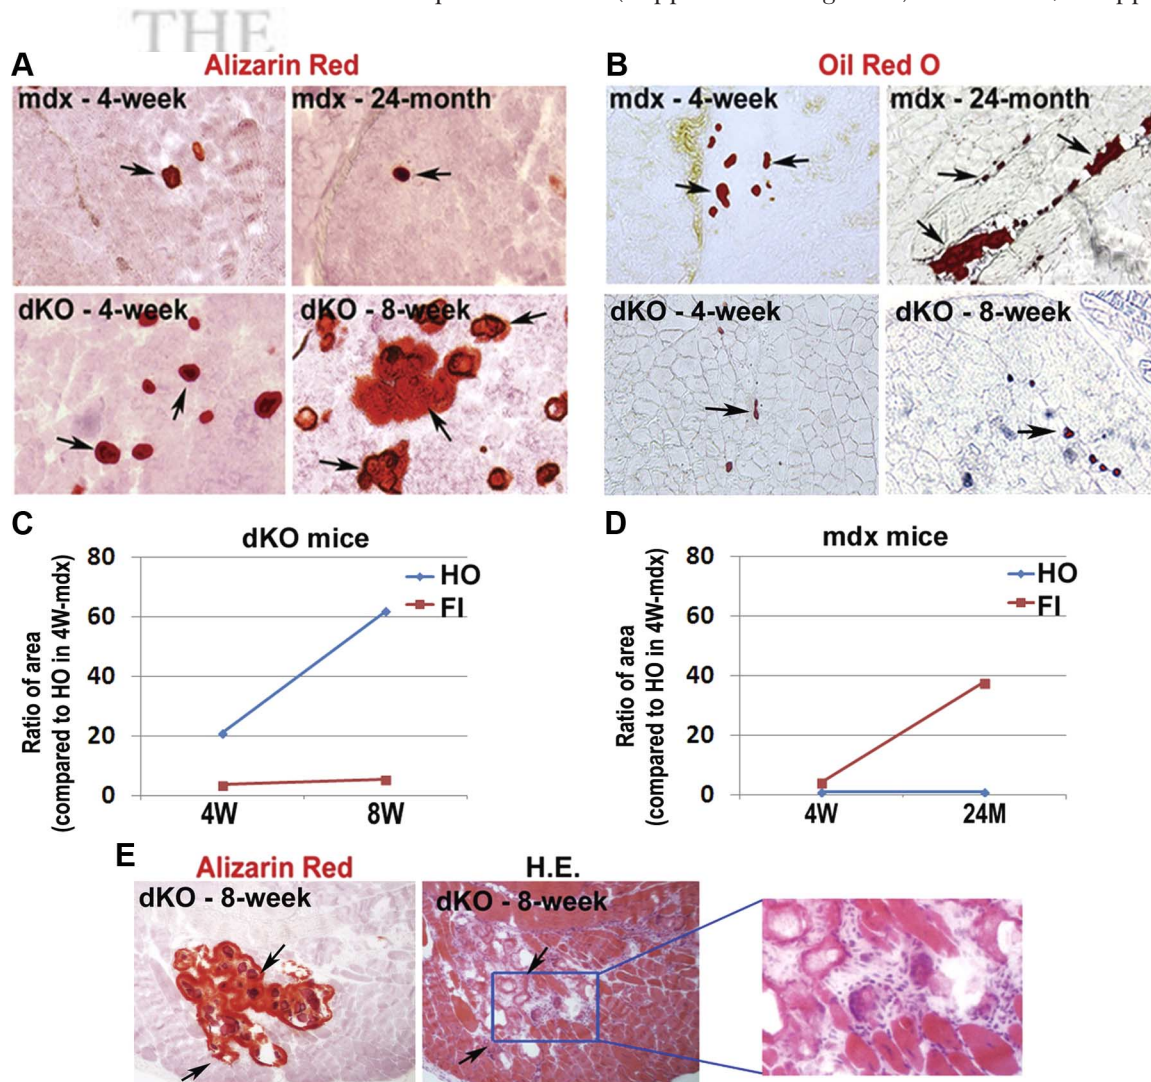 THE
A
Alizarin Red
mdx - 4-week
mdx - 24-month
dKO - 4-week
dKO - 8-week
B
Oil Red O
mdx - 4-week
mdx - 24-month
dKO - 4-week
dKO - 8-week
C
dKO mice
Ratio of area
(compared to HO in 4W-mdx)
80
60
40
20
0
4W
8W
HO
FI
D
mdx mice
Ratio of area
(compared to HO in 4W-mdx)
80
60
40
20
0
4W
24M
HO
FI
E
Alizarin Red
dKO - 8-week
H.E.
dKO - 8-week